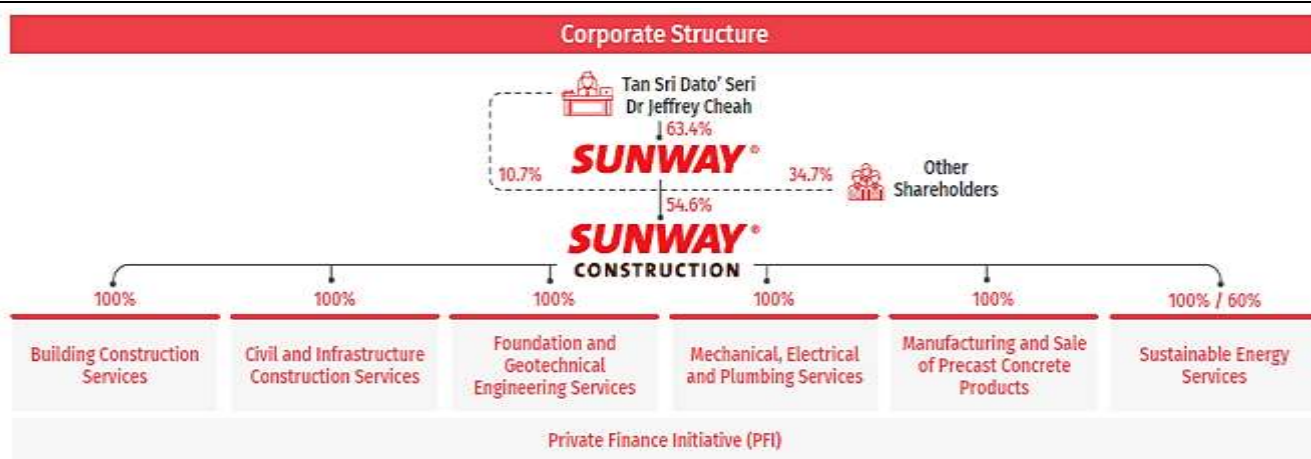 Corporate Structure
Tan Sri Dato' Seri
Dr Jeffrey Cheah
63.4%
SUNWAY®
10.7%
34.7%
Other
Shareholders
54.6%
SUNWAY®
CONSTRUCTION
100%
100%
100%
100%
100%
100% / 60%
Building Construction
Services
Civil and Infrastructure
Construction Services
Foundation and
Geotechnical
Engineering Services
Mechanical, Electrical
and Plumbing Services
Manufacturing and Sale
of Precast Concrete
Products
Sustainable Energy
Services
Private Finance Initiative (PFI)